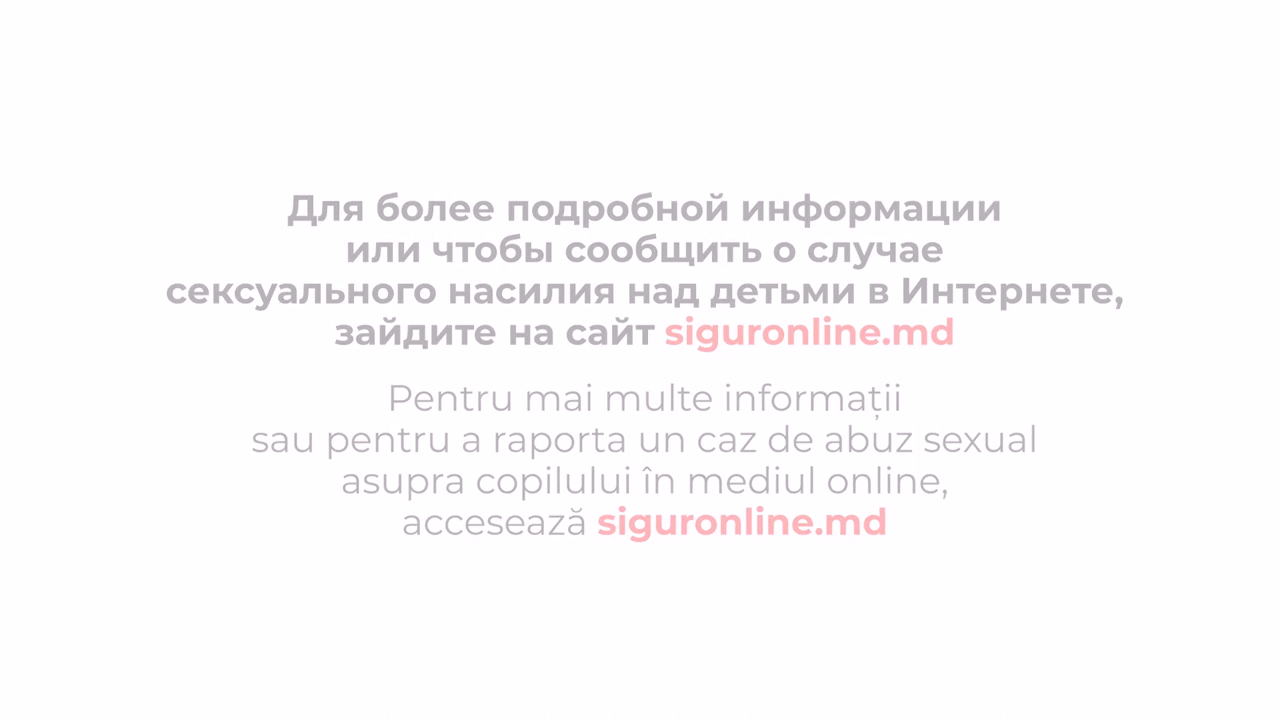 Для более подробной информации
или чтобы сообщить о случае
сексуального насилия над детьми в Интернете,
зайдите на сайт siguronline.md
Pentru mai multe informații
sau pentru a raporta un caz de abuz sexual
asupra copilului în mediul online,
accesează siguronline.md